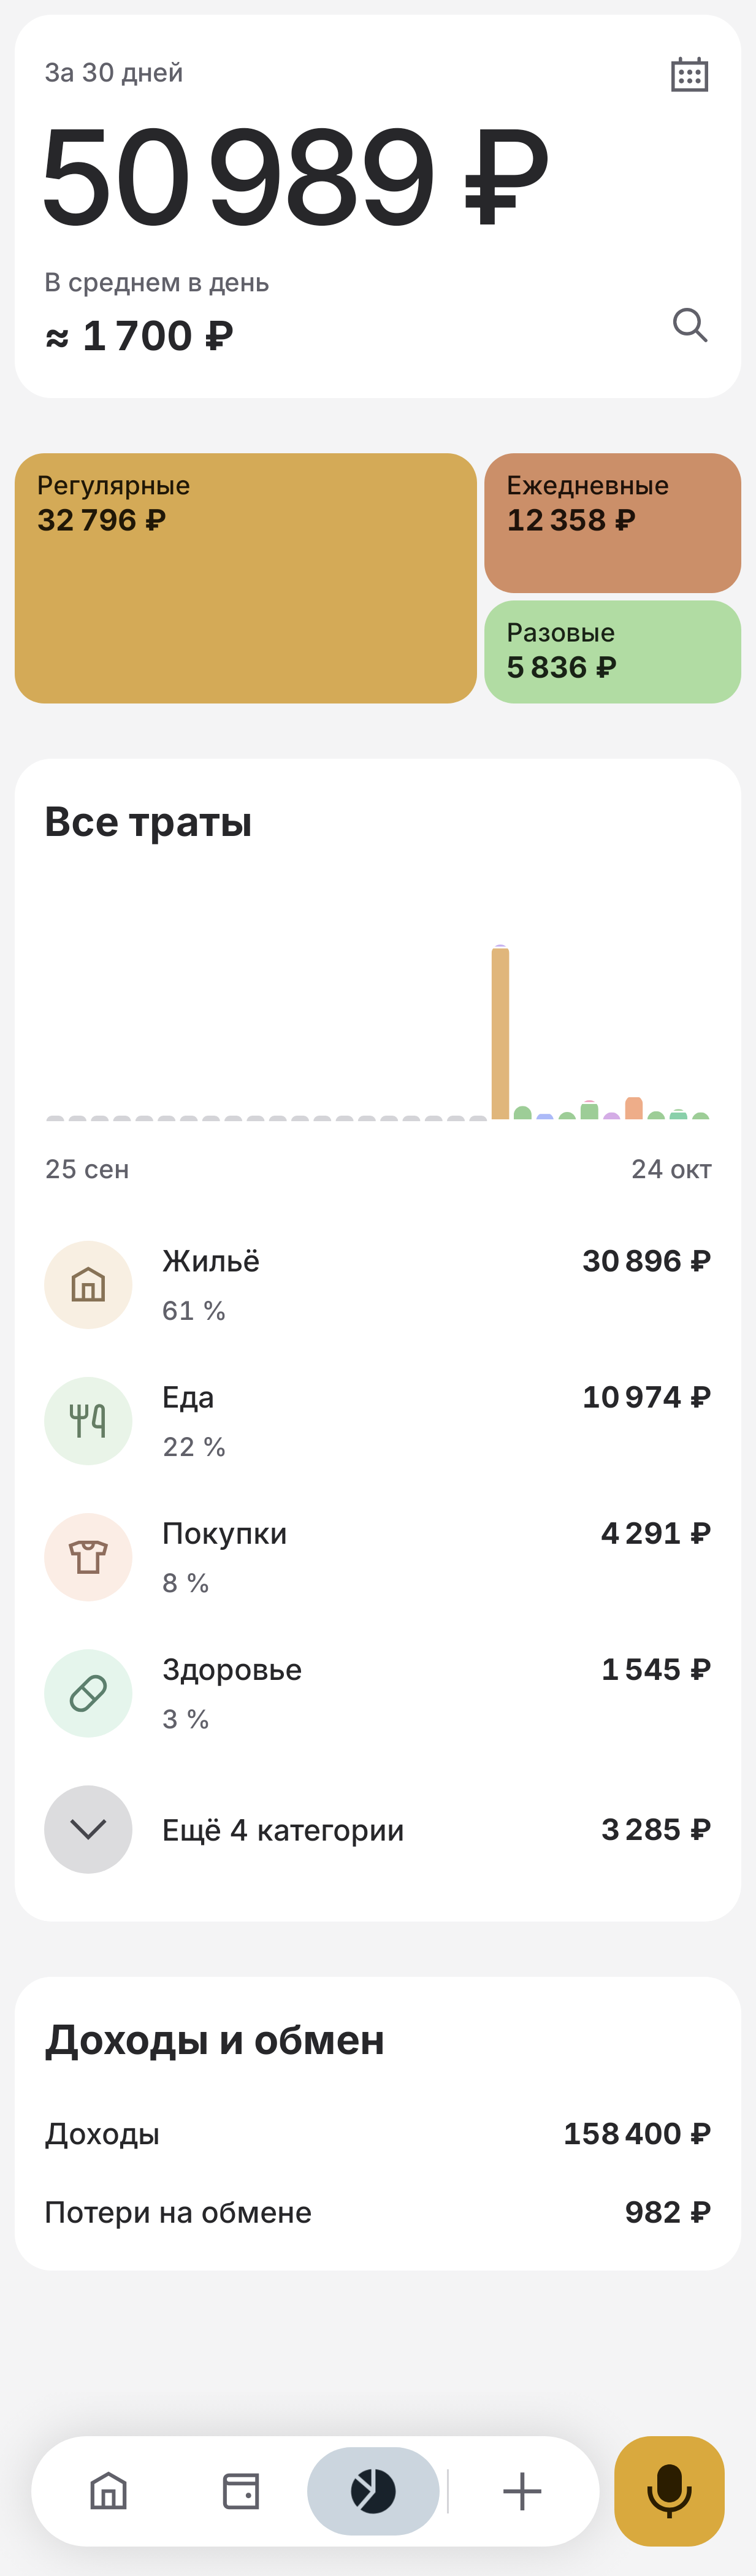 За 30 дней
50 989 ₽
В среднем в день
≈ 1 700 ₽
Регулярные
32 796 ₽
Ежедневные
12 358 ₽
Разовые
5 836 ₽
Все траты
25 сен
24 окт
Жильё
30 896 ₽
61 %
Еда
10 974 ₽
22 %
Покупки
4 291 ₽
8 %
Здоровье
1 545 ₽
3 %
Ещё 4 категории
3 285 ₽
Доходы и обмен
Доходы
158 400 ₽
Потери на обмене
982 ₽